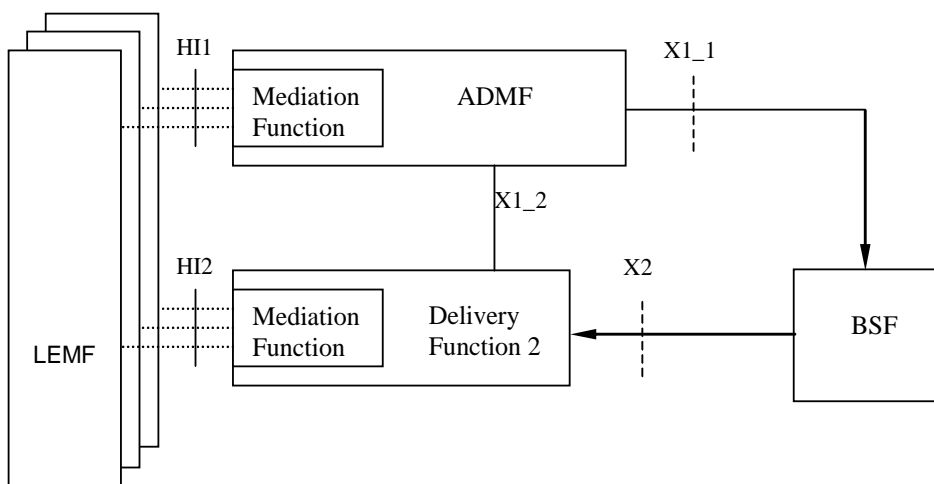 HI1
X1_1
Mediation
Function
ADMF
X1_2
HI2
X2
Mediation
Function
Delivery
Function 2
BSF
LEMF